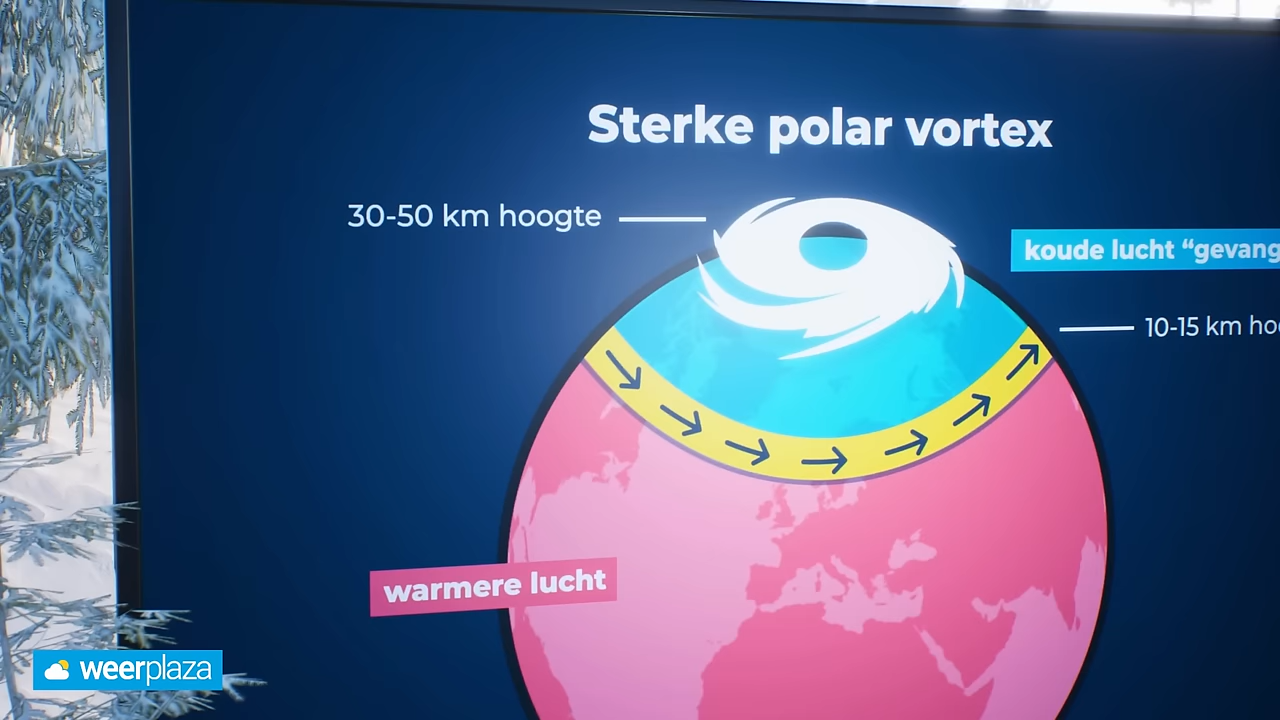 Sterke polar vortex
30-50 km hoogte
koude lucht “gevang
10-15 km hoo
warmere lucht
weerplaza